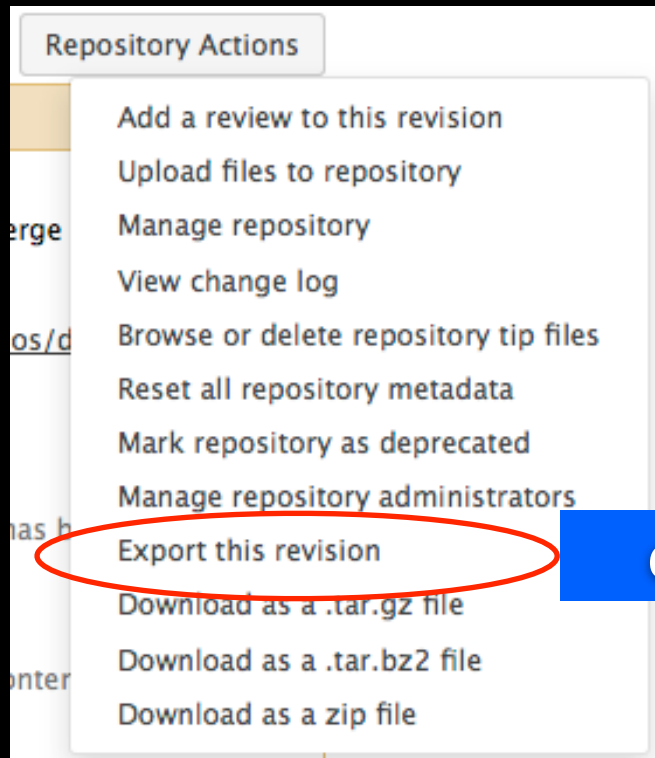 Repository Actions
Add a review to this revision
Upload files to repository
Manage repository
View change log
Browse or delete repository tip files
Reset all repository metadata
Mark repository as deprecated
Manage repository administrators
Export this revision
Download as a .tar.gz file
Download as a .tar.bz2 file
Download as a zip file